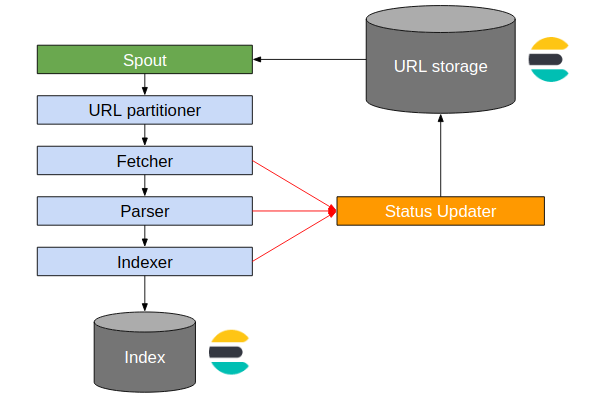 Spout
URL storage
URL partitioner
Fetcher
Parser
Status Updater
Indexer
Index